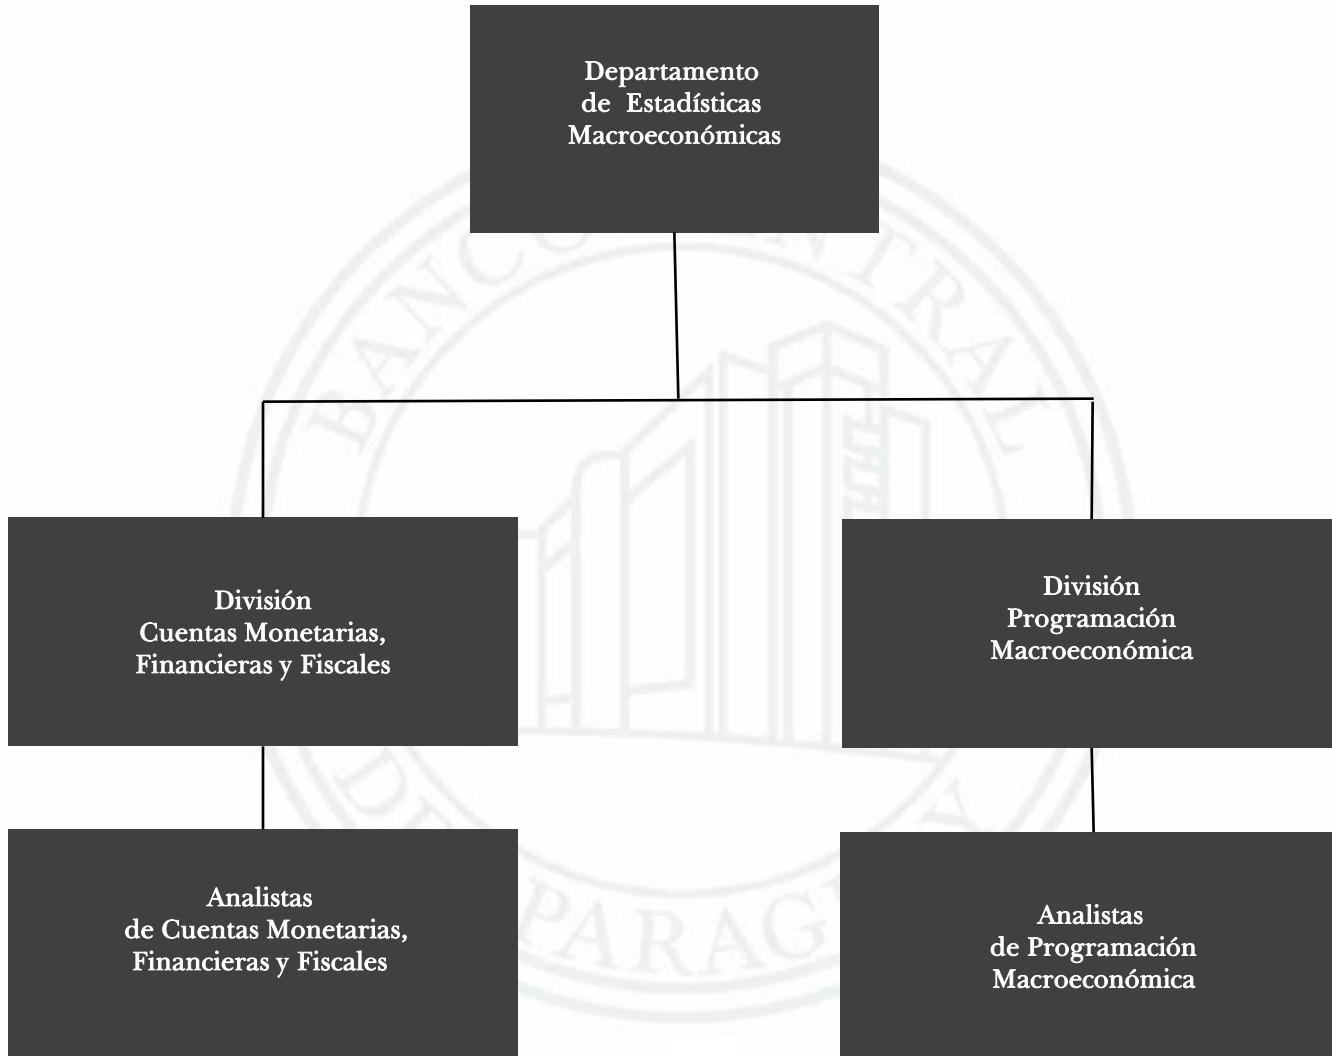 Departamento
de Estadísticas
Macroeconómicas
División
Cuentas Monetarias,
Financieras y Fiscales
División
Programación
Macroeconómica
Analistas
de Cuentas Monetarias,
Financieras y Fiscales
Analistas
de Programación
Macroeconómica